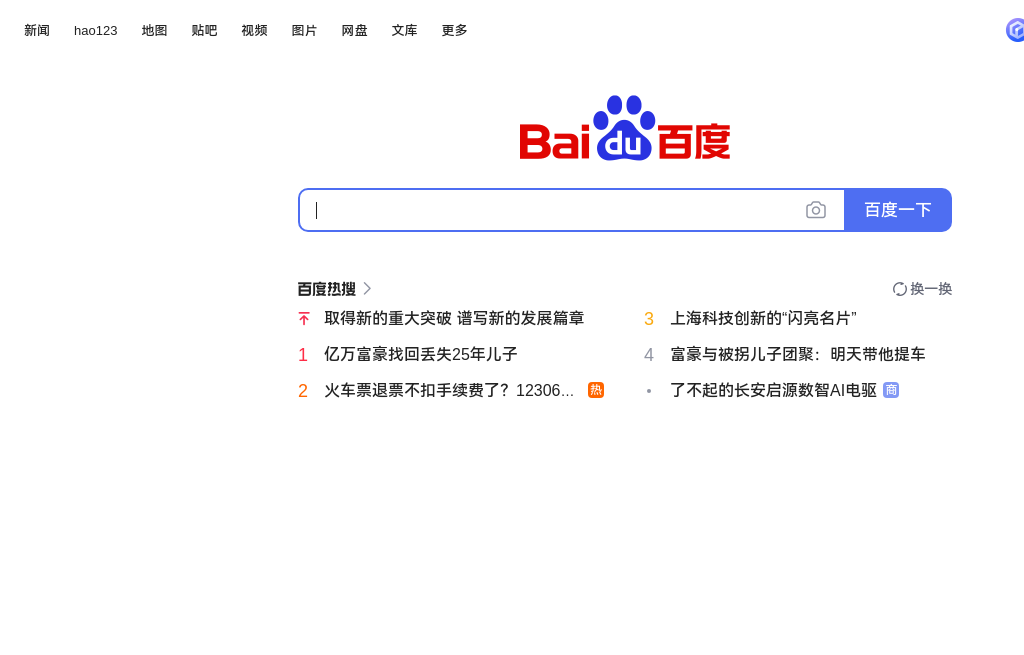 新闻 hao123 地图 贴吧 视频 图片 网盘 文库 更多
Baidu百度
百度一下
百度热搜 换一换
取得新的重大突破 谱写新的发展篇章
1 亿万富豪找回丢失25年儿子
2 火车票退票不扣手续费了？12306... 热
3 上海科技创新的“闪亮名片”
4 富豪与被拐儿子团聚：明天带他提车
• 了不起的长安启源数智AI电驱 商